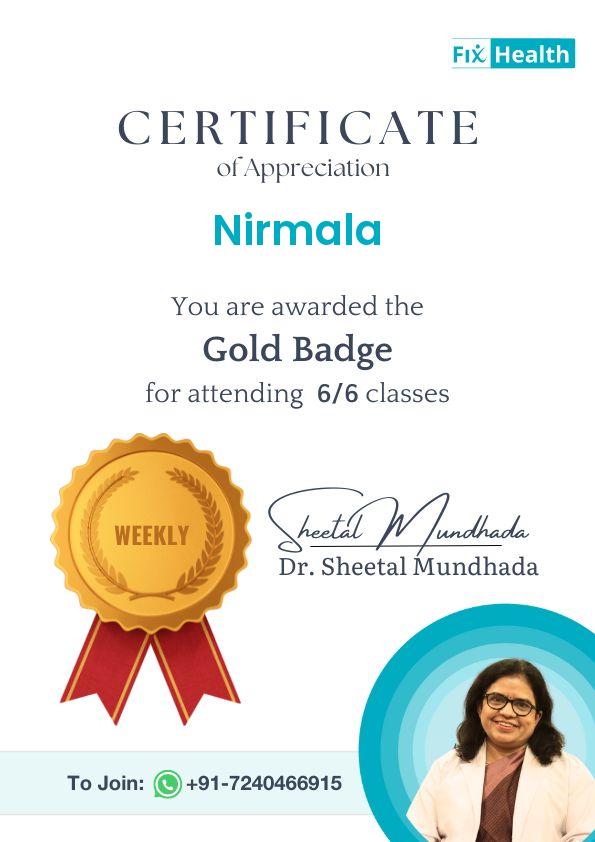 Fix Health
CERTIFICATE
of Appreciation
Nirmala
You are awarded the
Gold Badge
for attending 6/6 classes
WEEKLY
Sheetal Mundhada
Dr. Sheetal Mundhada
To Join: +91-7240466915